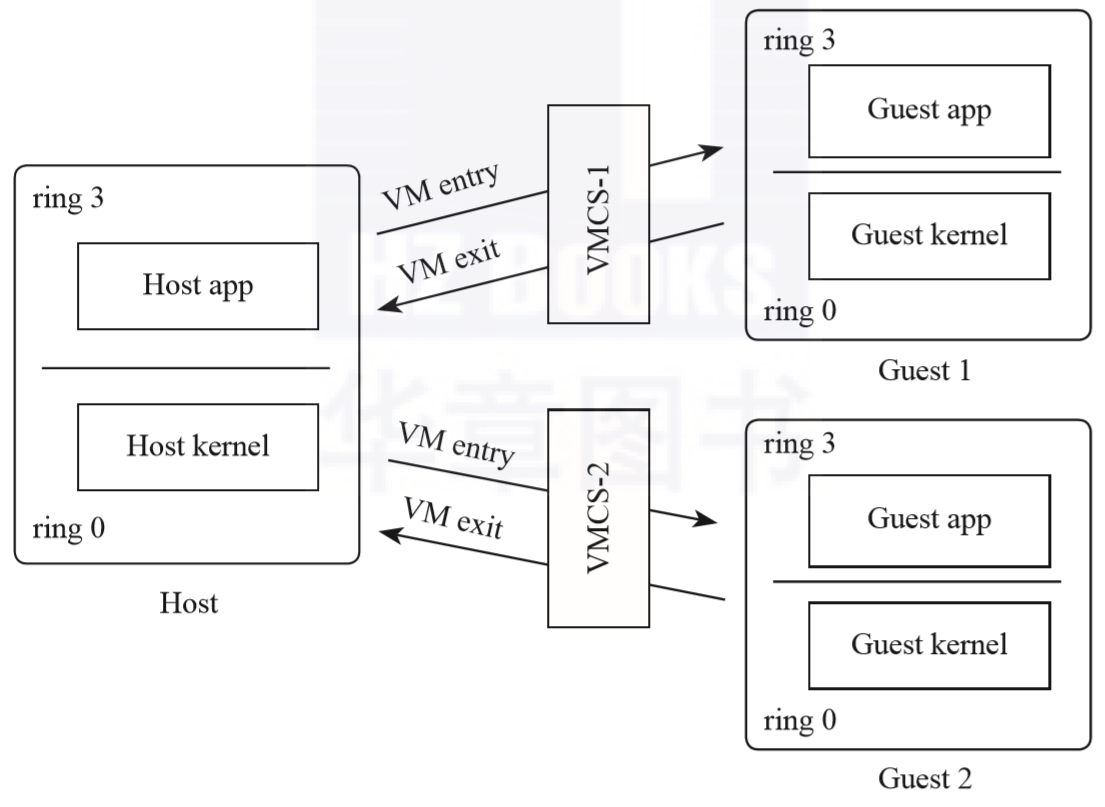 ring 3
Host app
Host kernel
ring 0
Host
VM entry
VM exit
VMCS-1
VM entry
VM exit
VMCS-2
ring 3
Guest app
Guest kernel
ring 0
Guest 1
ring 3
Guest app
Guest kernel
ring 0
Guest 2
HZ BOOKS
华章图书